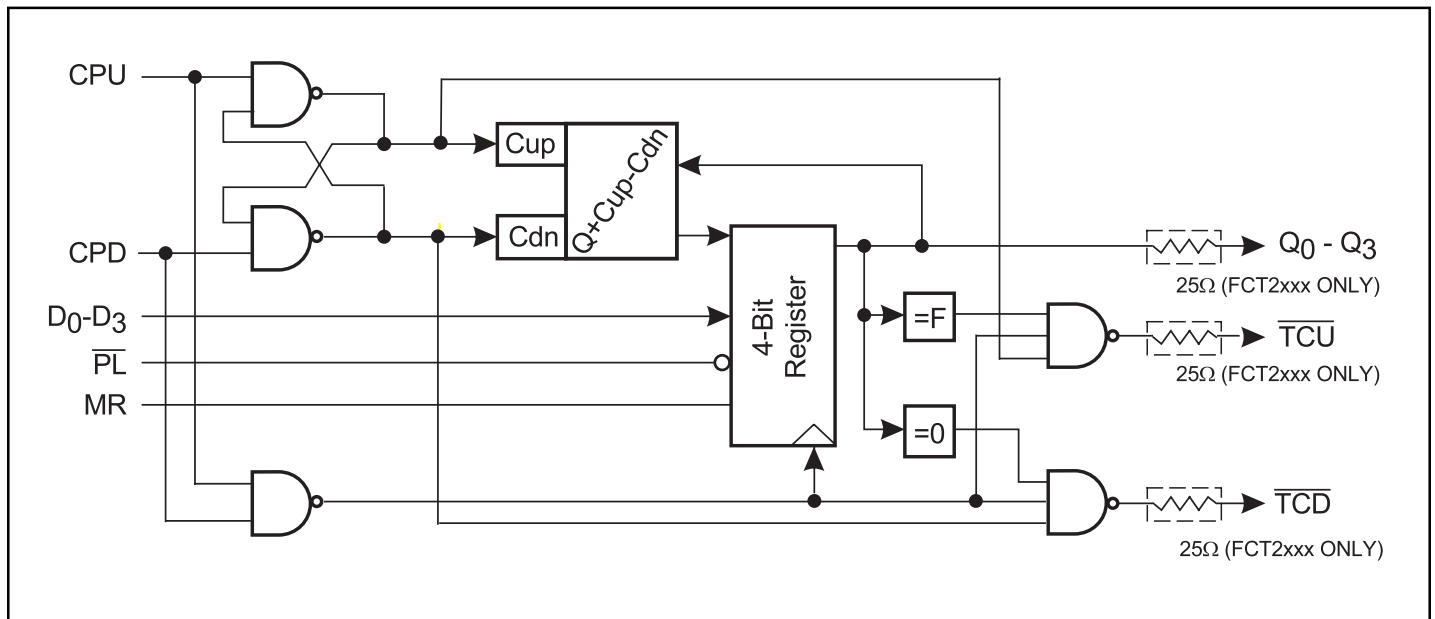 CPU
Cup
Q+Cup-Cdn
Cdn
CPD
Q0 - Q3
25Ω (FCT2xxx ONLY)
D0-D3
4-Bit
Register
=F
TCU
25Ω (FCT2xxx ONLY)
PL
MR
=0
TCD
25Ω (FCT2xxx ONLY)